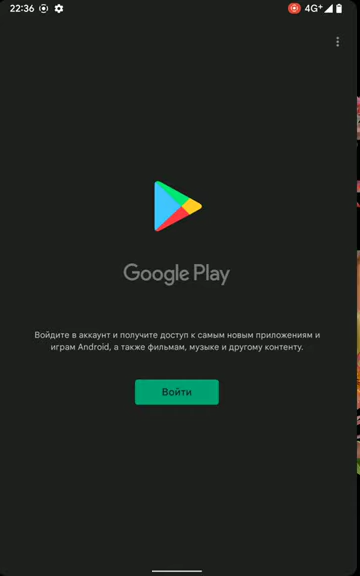 22:36
4G+
Google Play
Войдите в аккаунт и получите доступ к самым новым приложениям и
играм Android, а также фильмам, музыке и другому контенту.
Войти